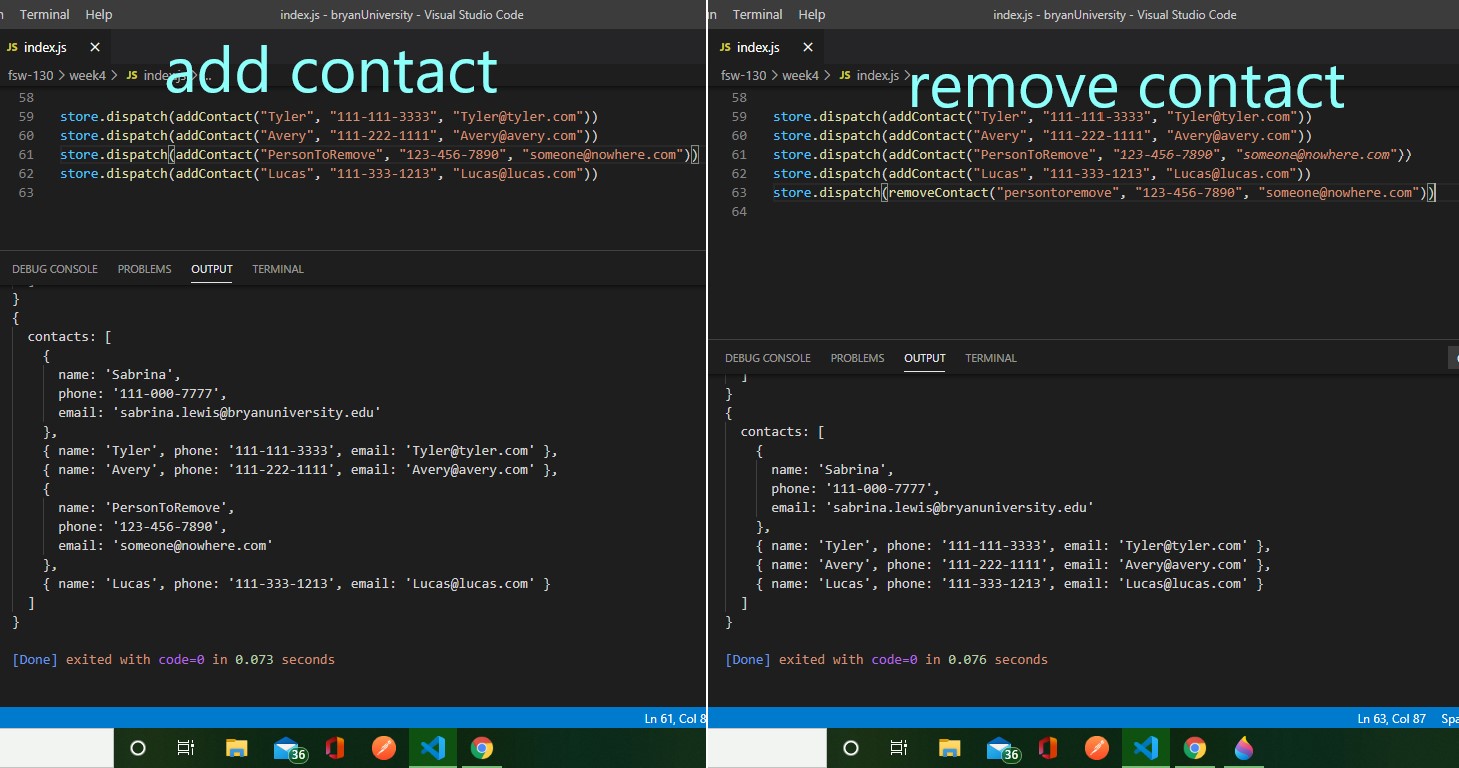 Terminal Help index.js - bryanUniversity - Visual Studio Code
JS index.js ×
add contact
fsw-130 > week4 > JS index.js > ...
58
59 store.dispatch(addContact("Tyler", "111-111-3333", "Tyler@tyler.com"))
60 store.dispatch(addContact("Avery", "111-222-1111", "Avery@avery.com"))
61 store.dispatch(addContact("PersonToRemove", "123-456-7890", "someone@nowhere.com"))
62 store.dispatch(addContact("Lucas", "111-333-1213", "Lucas@lucas.com"))
63
DEBUG CONSOLE PROBLEMS OUTPUT TERMINAL
]
}
{
contacts: [
{
name: 'Sabrina',
phone: '111-000-7777',
email: 'sabrina.lewis@bryanuniversity.edu'
},
{ name: 'Tyler', phone: '111-111-3333', email: 'Tyler@tyler.com' },
{ name: 'Avery', phone: '111-222-1111', email: 'Avery@avery.com' },
{
name: 'PersonToRemove',
phone: '123-456-7890',
email: 'someone@nowhere.com'
},
{ name: 'Lucas', phone: '111-333-1213', email: 'Lucas@lucas.com' }
]
}
[Done] exited with code=0 in 0.073 seconds
Ln 61, Col 8
36
n Terminal Help index.js - bryanUniversity - Visual Studio Code
JS index.js ×
remove contact
fsw-130 > week4 > JS index.js >
58
59 store.dispatch(addContact("Tyler", "111-111-3333", "Tyler@tyler.com"))
60 store.dispatch(addContact("Avery", "111-222-1111", "Avery@avery.com"))
61 store.dispatch(addContact("PersonToRemove", "123-456-7890", "someone@nowhere.com"))
62 store.dispatch(addContact("Lucas", "111-333-1213", "Lucas@lucas.com"))
63 store.dispatch(removeContact("persontoremove", "123-456-7890", "someone@nowhere.com"))
64
DEBUG CONSOLE PROBLEMS OUTPUT TERMINAL
]
}
{
contacts: [
{
name: 'Sabrina',
phone: '111-000-7777',
email: 'sabrina.lewis@bryanuniversity.edu'
},
{ name: 'Tyler', phone: '111-111-3333', email: 'Tyler@tyler.com' },
{ name: 'Avery', phone: '111-222-1111', email: 'Avery@avery.com' },
{ name: 'Lucas', phone: '111-333-1213', email: 'Lucas@lucas.com' }
]
}
[Done] exited with code=0 in 0.076 seconds
Ln 63, Col 87 Spa
36